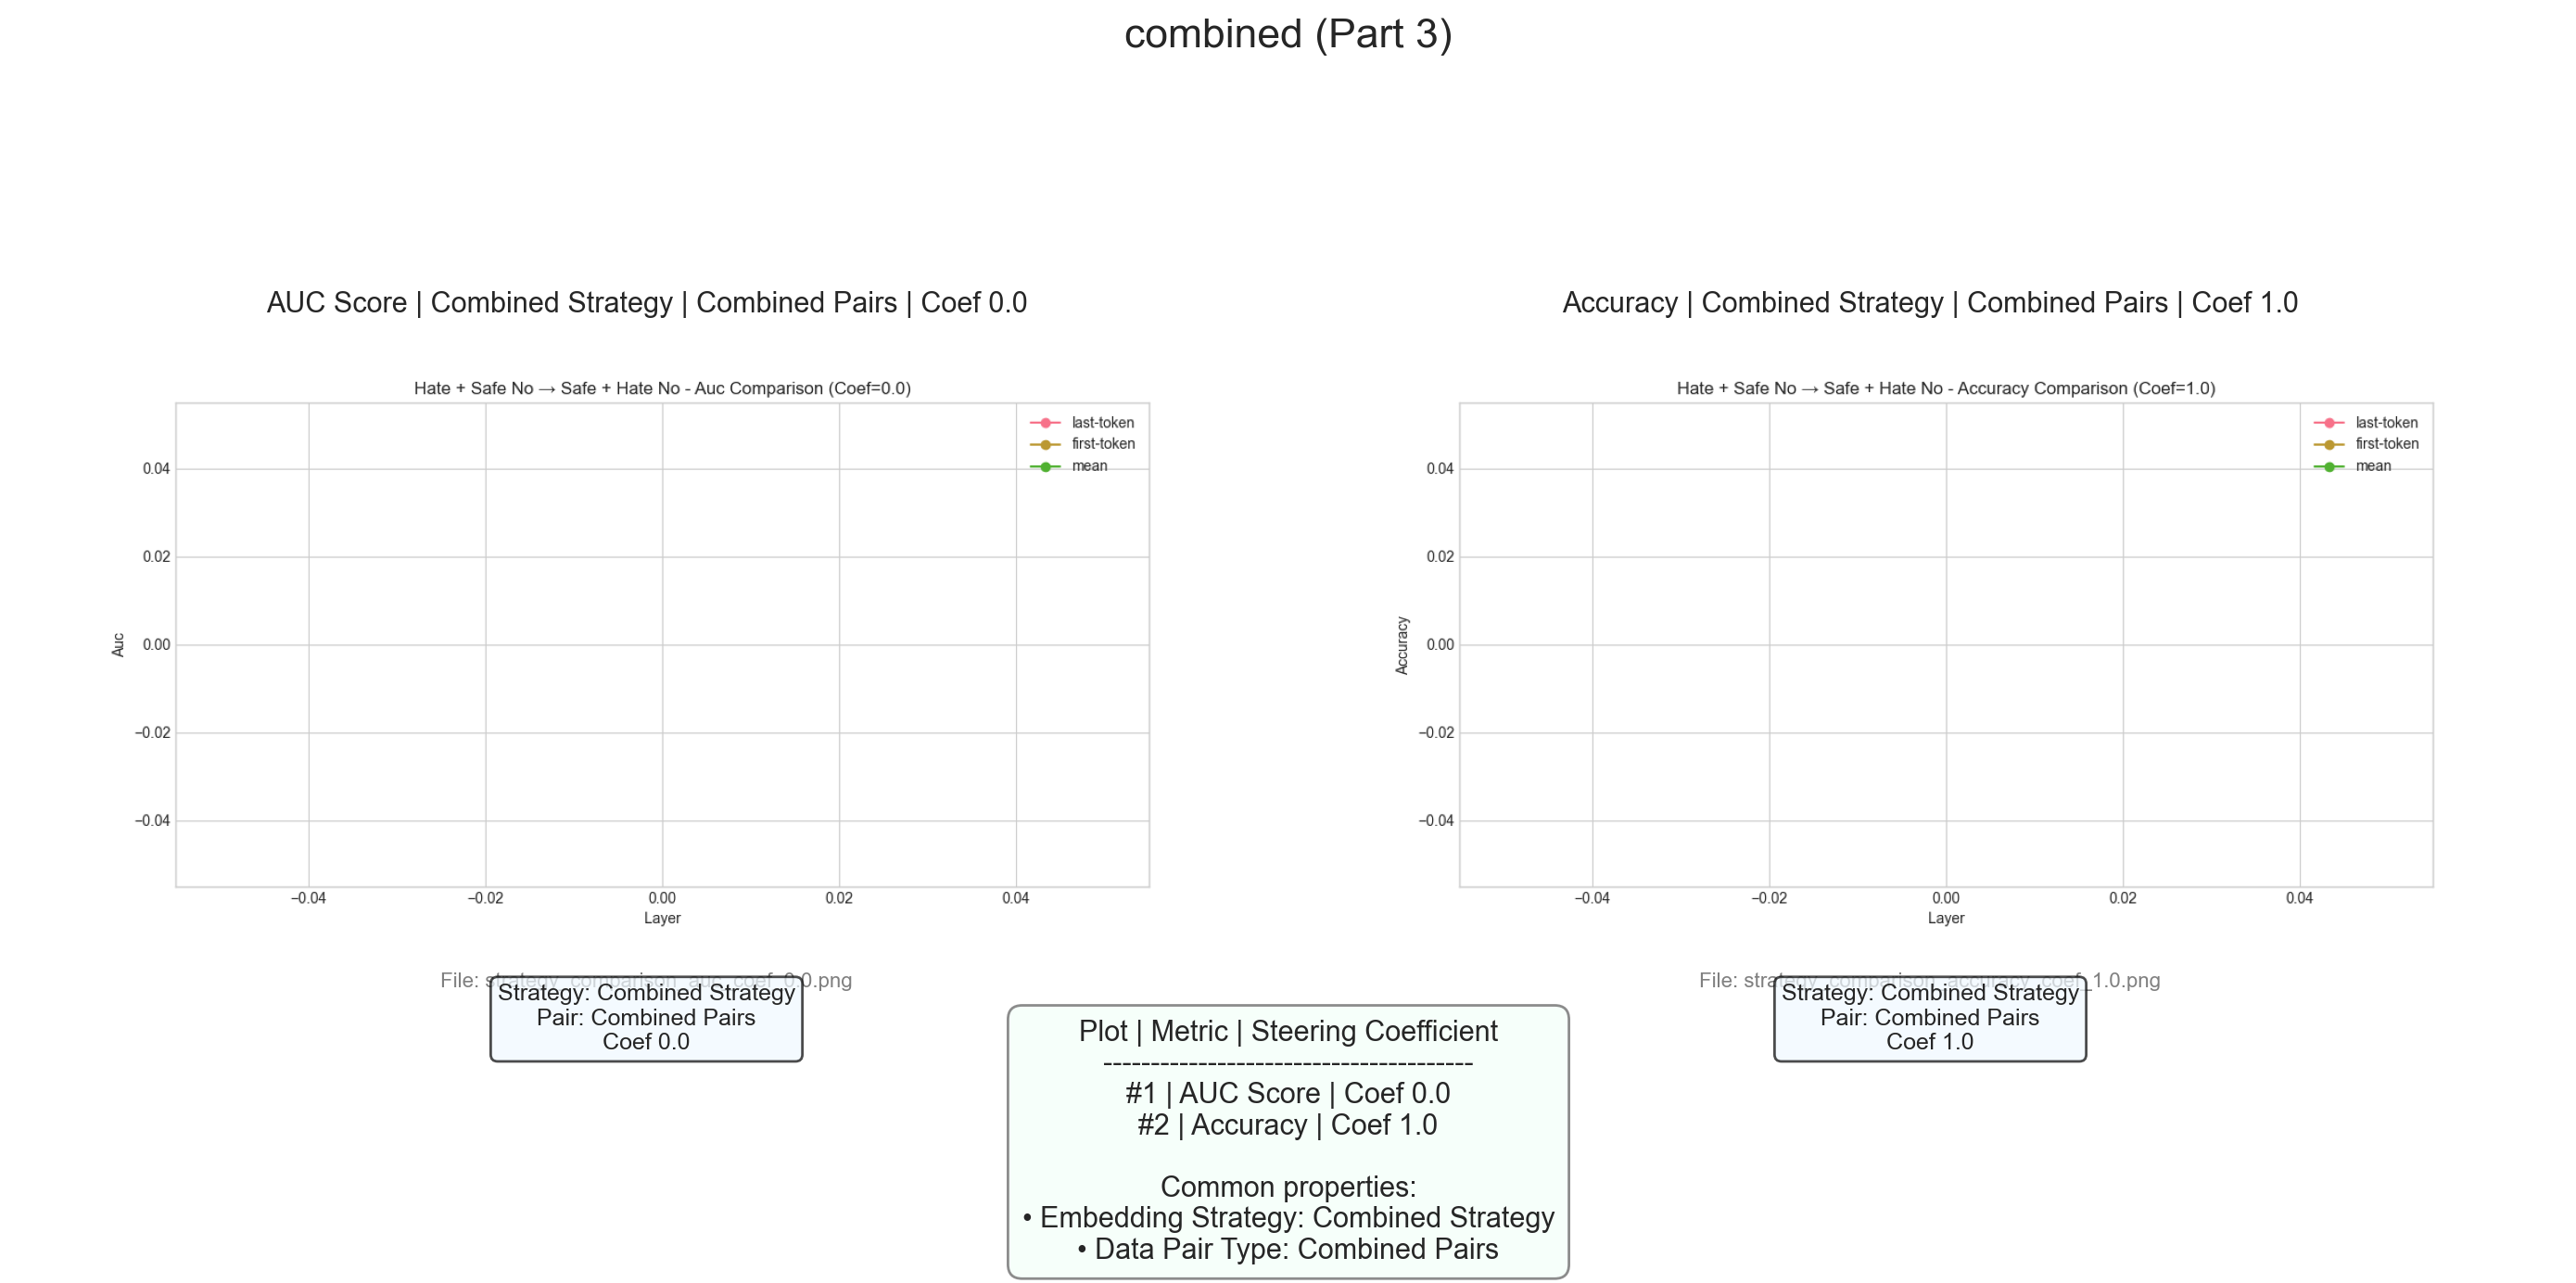 combined (Part 3)
AUC Score | Combined Strategy | Combined Pairs | Coef 0.0
Hate + Safe No → Safe + Hate No - Auc Comparison (Coef=0.0)
last-token
first-token
mean
0.04
0.02
0.00
−0.02
−0.04
Auc
−0.04
−0.02
0.00
0.02
0.04
Layer
File: strategy_comparison_auc_coef_0.0.png
Strategy: Combined Strategy
Pair: Combined Pairs
Coef 0.0
Accuracy | Combined Strategy | Combined Pairs | Coef 1.0
Hate + Safe No → Safe + Hate No - Accuracy Comparison (Coef=1.0)
last-token
first-token
mean
0.04
0.02
0.00
−0.02
−0.04
Accuracy
−0.04
−0.02
0.00
0.02
0.04
Layer
File: strategy_comparison_accuracy_coef_1.0.png
Strategy: Combined Strategy
Pair: Combined Pairs
Coef 1.0
Plot | Metric | Steering Coefficient
---------------------------------------
#1 | AUC Score | Coef 0.0
#2 | Accuracy | Coef 1.0
Common properties:
• Embedding Strategy: Combined Strategy
• Data Pair Type: Combined Pairs